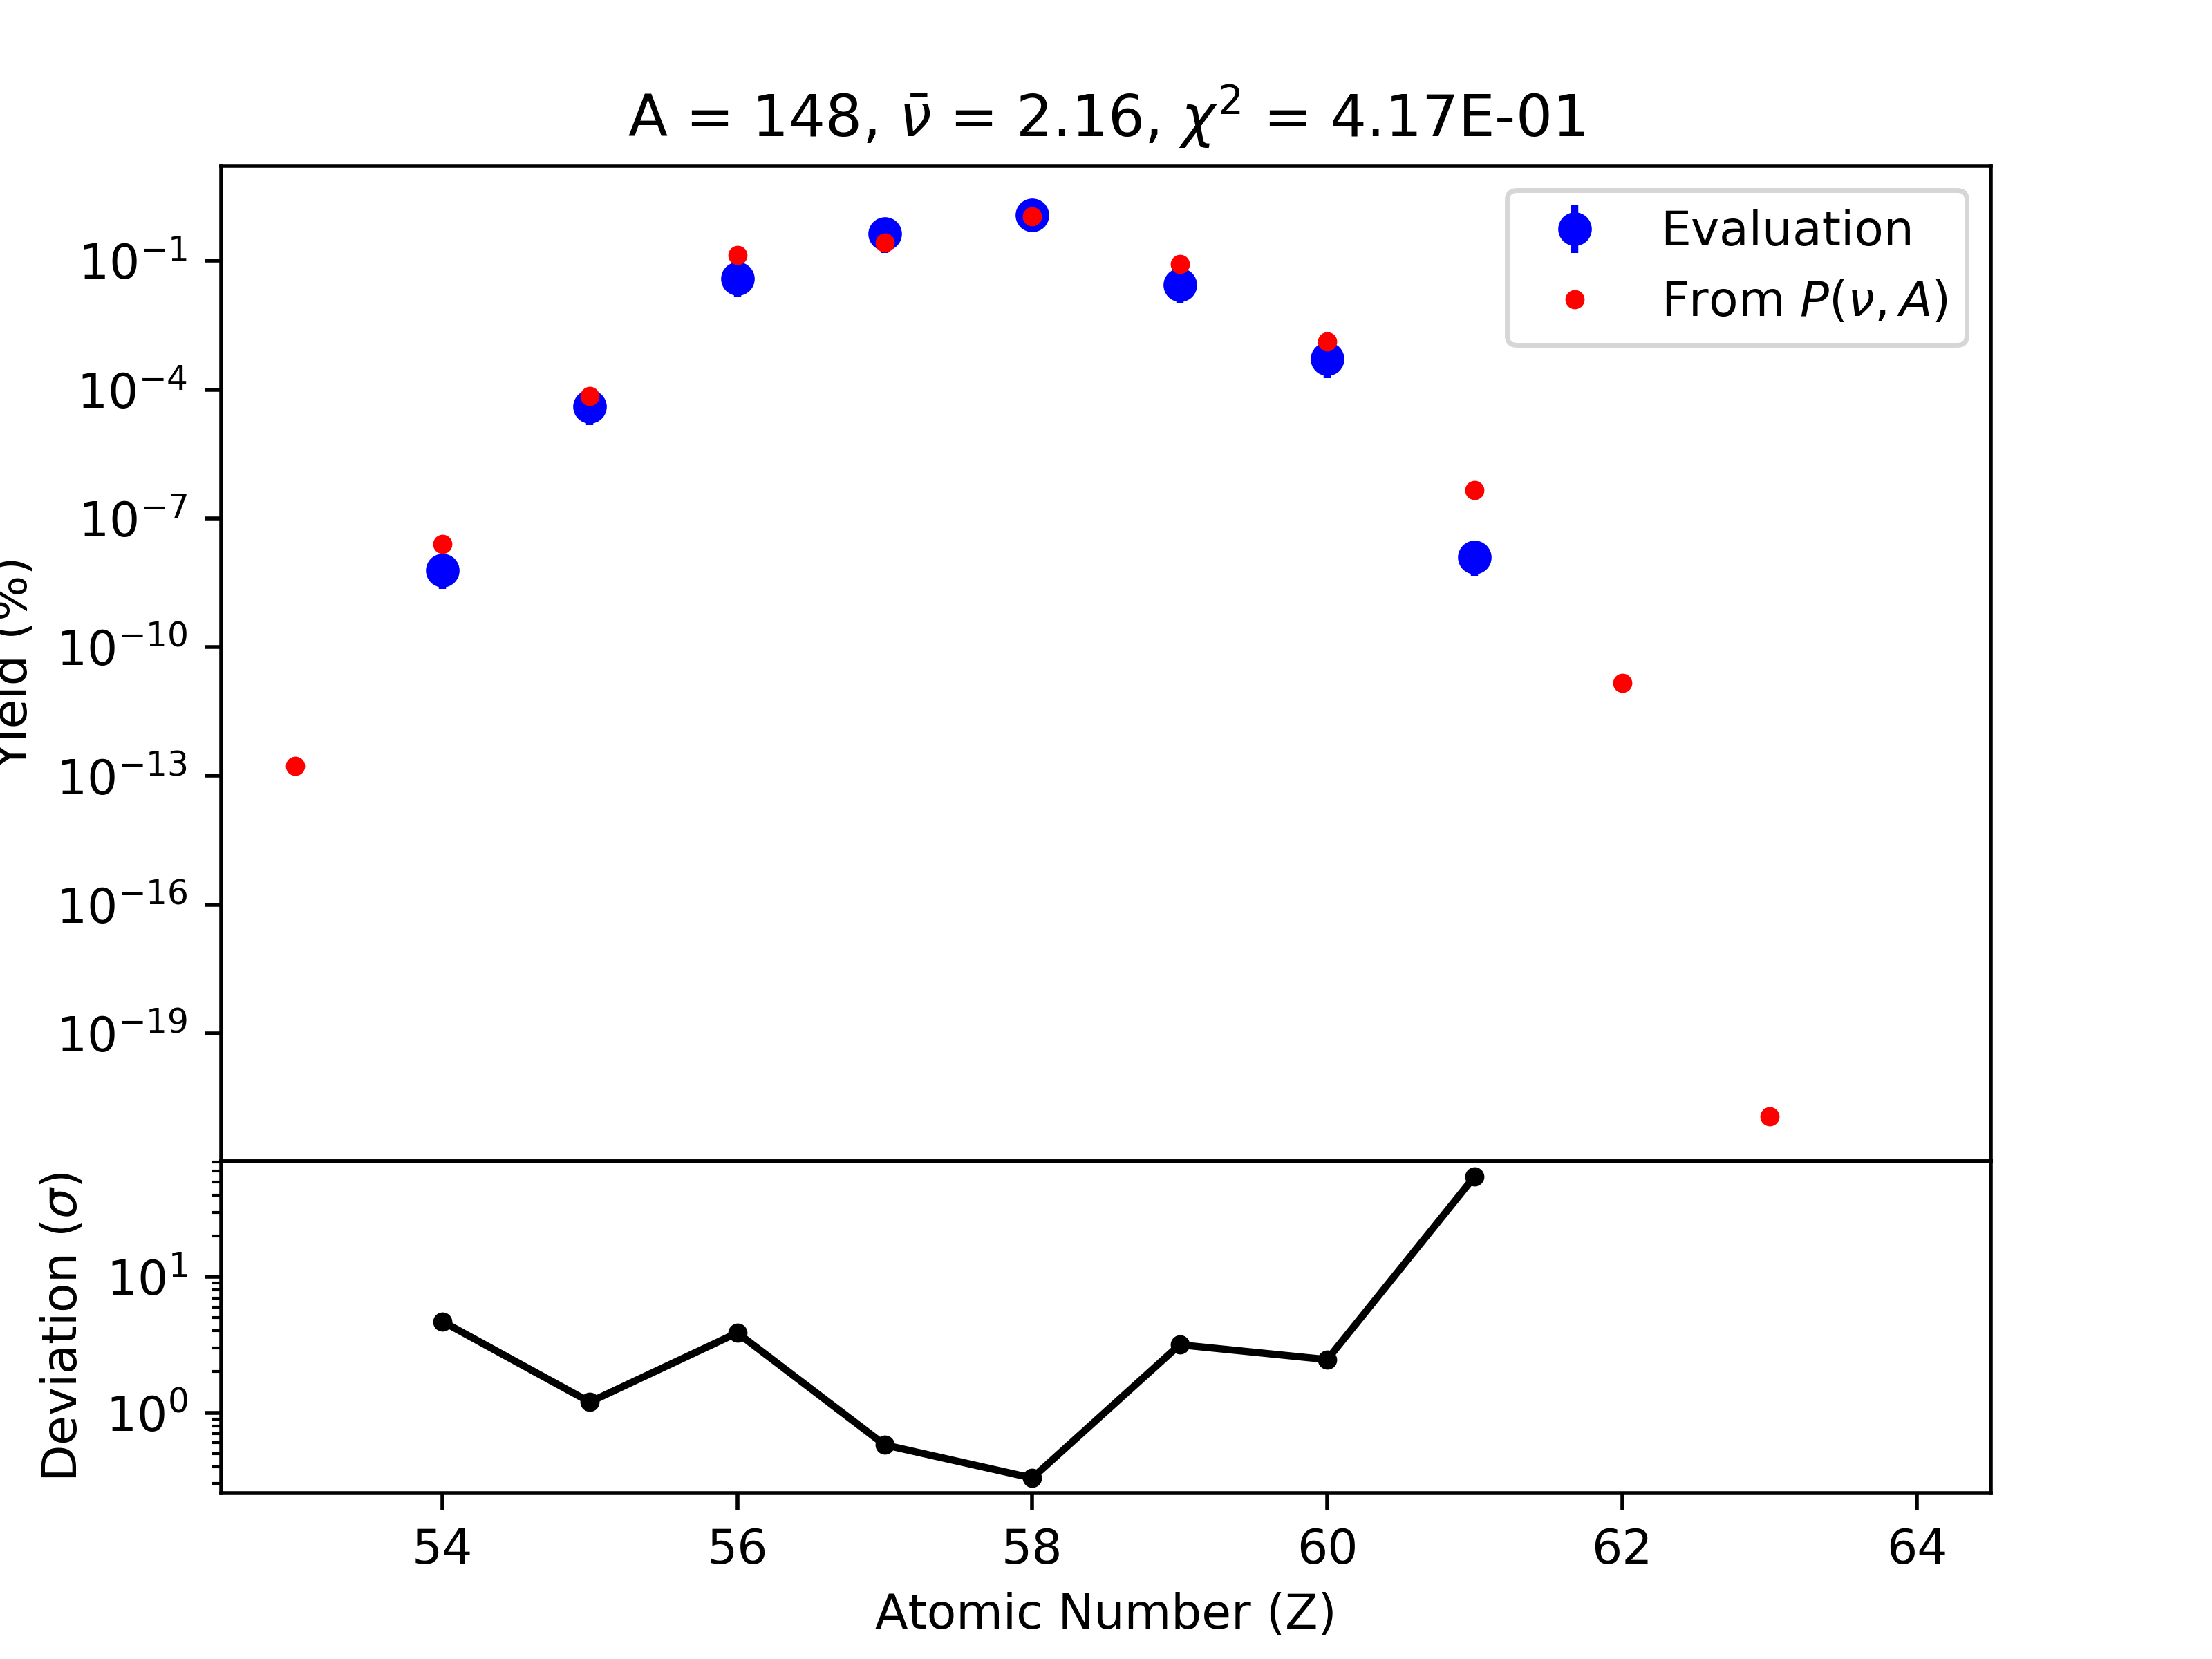 A = 148, ν̄ = 2.16, χ² = 4.17E-01
Evaluation
From P(ν, A)
Yield (%)
10⁻¹
10⁻⁴
10⁻⁷
10⁻¹⁰
10⁻¹³
10⁻¹⁶
10⁻¹⁹
Deviation (σ)
10¹
10⁰
54 56 58 60 62 64
Atomic Number (Z)